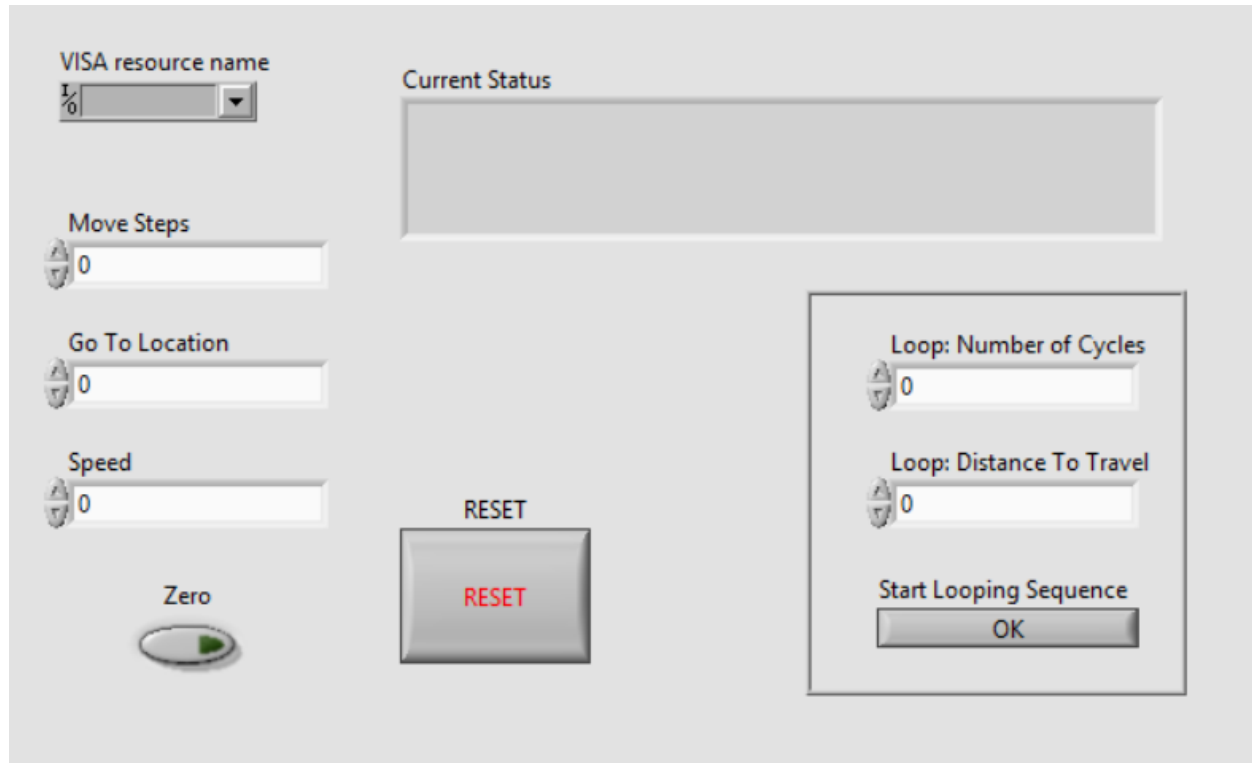 VISA resource name
I/O
Current Status
Move Steps
0
Go To Location
0
Speed
0
Zero
RESET
RESET
Loop: Number of Cycles
0
Loop: Distance To Travel
0
Start Looping Sequence
OK